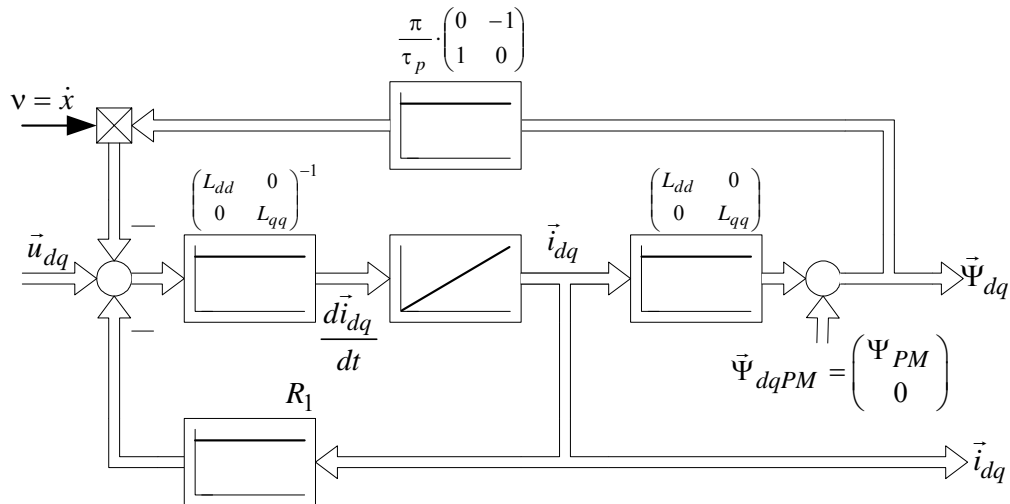 π/τ_p · (0 −1; 1 0)
ν = ẋ
(L_dd 0; 0 L_qq)^−1
(L_dd 0; 0 L_qq)
−
u⃗_dq
i⃗_dq
Ψ⃗_dq
−
di⃗_dq/dt
Ψ⃗_dqPM = (Ψ_PM; 0)
R_1
i⃗_dq